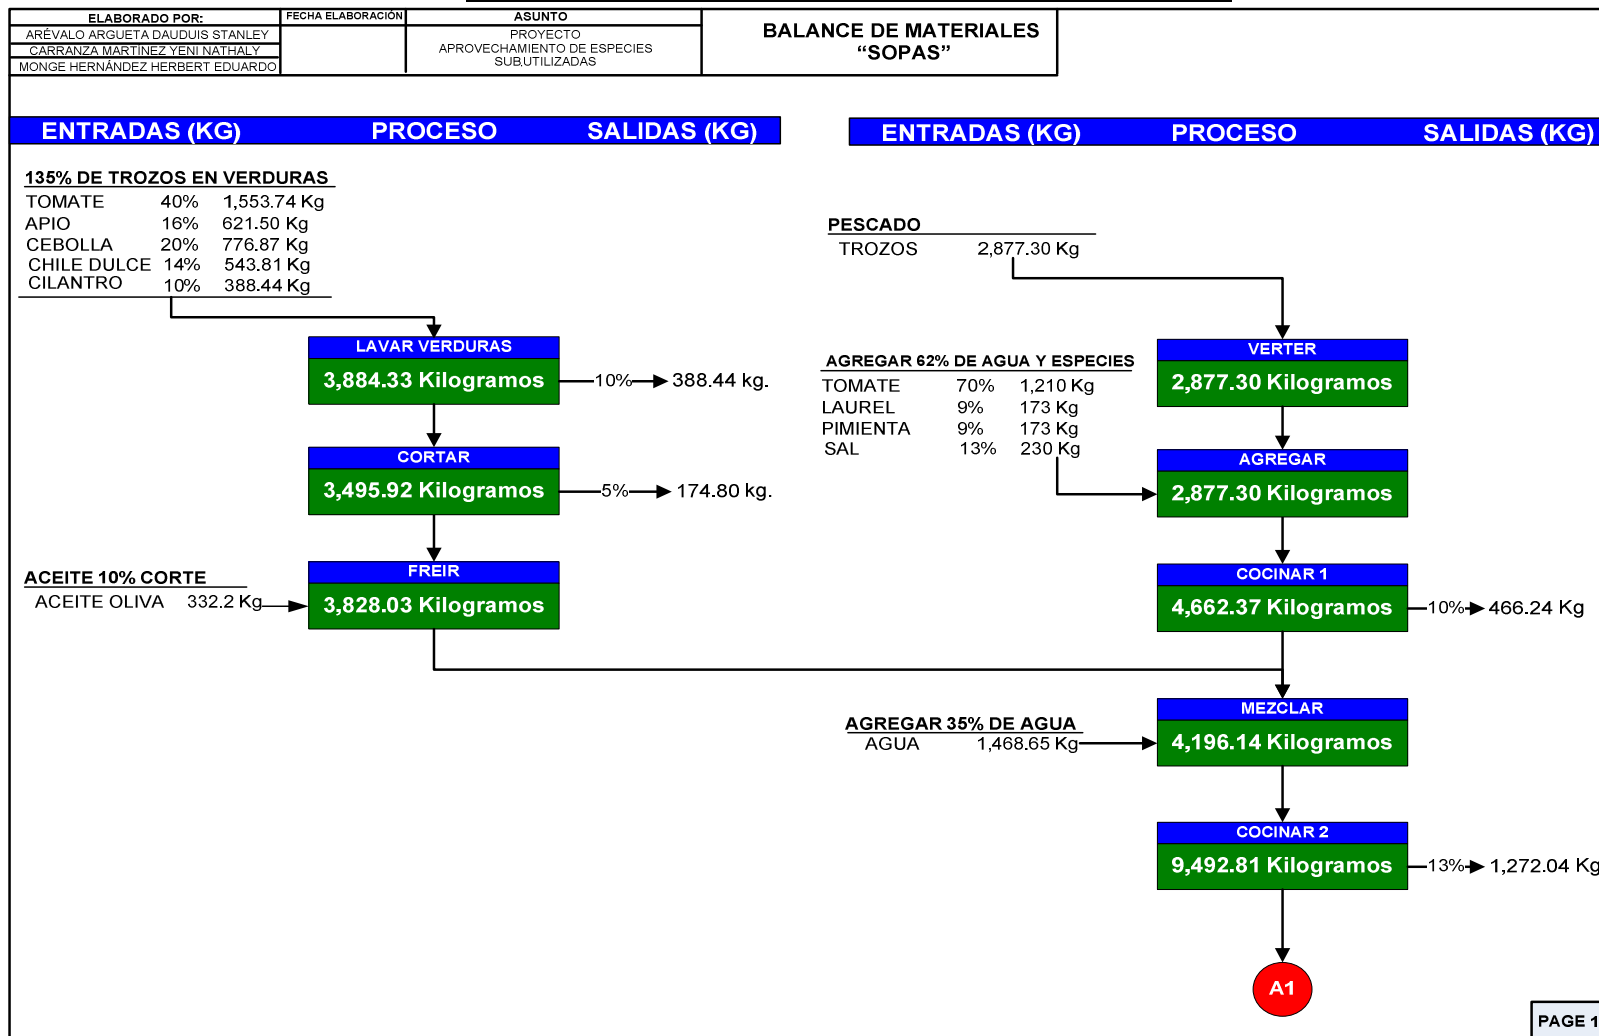 ELABORADO POR:
ARÉVALO ARGUETA DAUDUIS STANLEY
CARRANZA MARTÍNEZ YENI NATHALY
MONGE HERNÁNDEZ HERBERT EDUARDO
FECHA ELABORACIÓN
ASUNTO
PROYECTO
APROVECHAMIENTO DE ESPECIES
SUBUTILIZADAS
BALANCE DE MATERIALES
“SOPAS”
ENTRADAS (KG) PROCESO SALIDAS (KG)
135% DE TROZOS EN VERDURAS
TOMATE 40% 1,553.74 Kg
APIO 16% 621.50 Kg
CEBOLLA 20% 776.87 Kg
CHILE DULCE 14% 543.81 Kg
CILANTRO 10% 388.44 Kg
LAVAR VERDURAS
3,884.33 Kilogramos 10% 388.44 kg.
CORTAR
3,495.92 Kilogramos 5% 174.80 kg.
ACEITE 10% CORTE
ACEITE OLIVA 332.2 Kg
FREIR
3,828.03 Kilogramos
ENTRADAS (KG) PROCESO SALIDAS (KG)
PESCADO
TROZOS 2,877.30 Kg
VERTER
2,877.30 Kilogramos
AGREGAR 62% DE AGUA Y ESPECIES
TOMATE 70% 1,210 Kg
LAUREL 9% 173 Kg
PIMIENTA 9% 173 Kg
SAL 13% 230 Kg
AGREGAR
2,877.30 Kilogramos
COCINAR 1
4,662.37 Kilogramos 10% 466.24 Kg
AGREGAR 35% DE AGUA
AGUA 1,468.65 Kg
MEZCLAR
4,196.14 Kilogramos
COCINAR 2
9,492.81 Kilogramos 13% 1,272.04 Kg
A1
PAGE 1